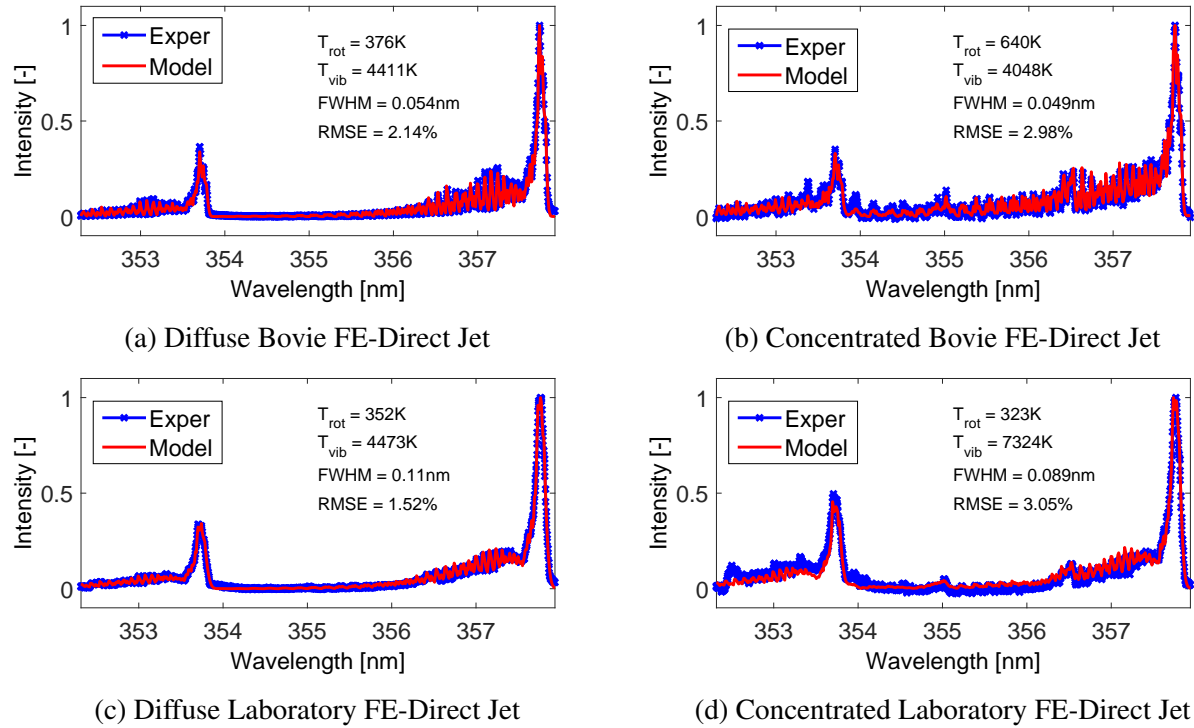 Exper
Model
T_rot = 376K
T_vib = 4411K
FWHM = 0.054nm
RMSE = 2.14%
1
0.5
0
Intensity [-]
353 354 355 356 357
Wavelength [nm]
(a) Diffuse Bovie FE-Direct Jet
Exper
Model
T_rot = 640K
T_vib = 4048K
FWHM = 0.049nm
RMSE = 2.98%
1
0.5
0
Intensity [-]
353 354 355 356 357
Wavelength [nm]
(b) Concentrated Bovie FE-Direct Jet
Exper
Model
T_rot = 352K
T_vib = 4473K
FWHM = 0.11nm
RMSE = 1.52%
1
0.5
0
Intensity [-]
353 354 355 356 357
Wavelength [nm]
(c) Diffuse Laboratory FE-Direct Jet
Exper
Model
T_rot = 323K
T_vib = 7324K
FWHM = 0.089nm
RMSE = 3.05%
1
0.5
0
Intensity [-]
353 354 355 356 357
Wavelength [nm]
(d) Concentrated Laboratory FE-Direct Jet